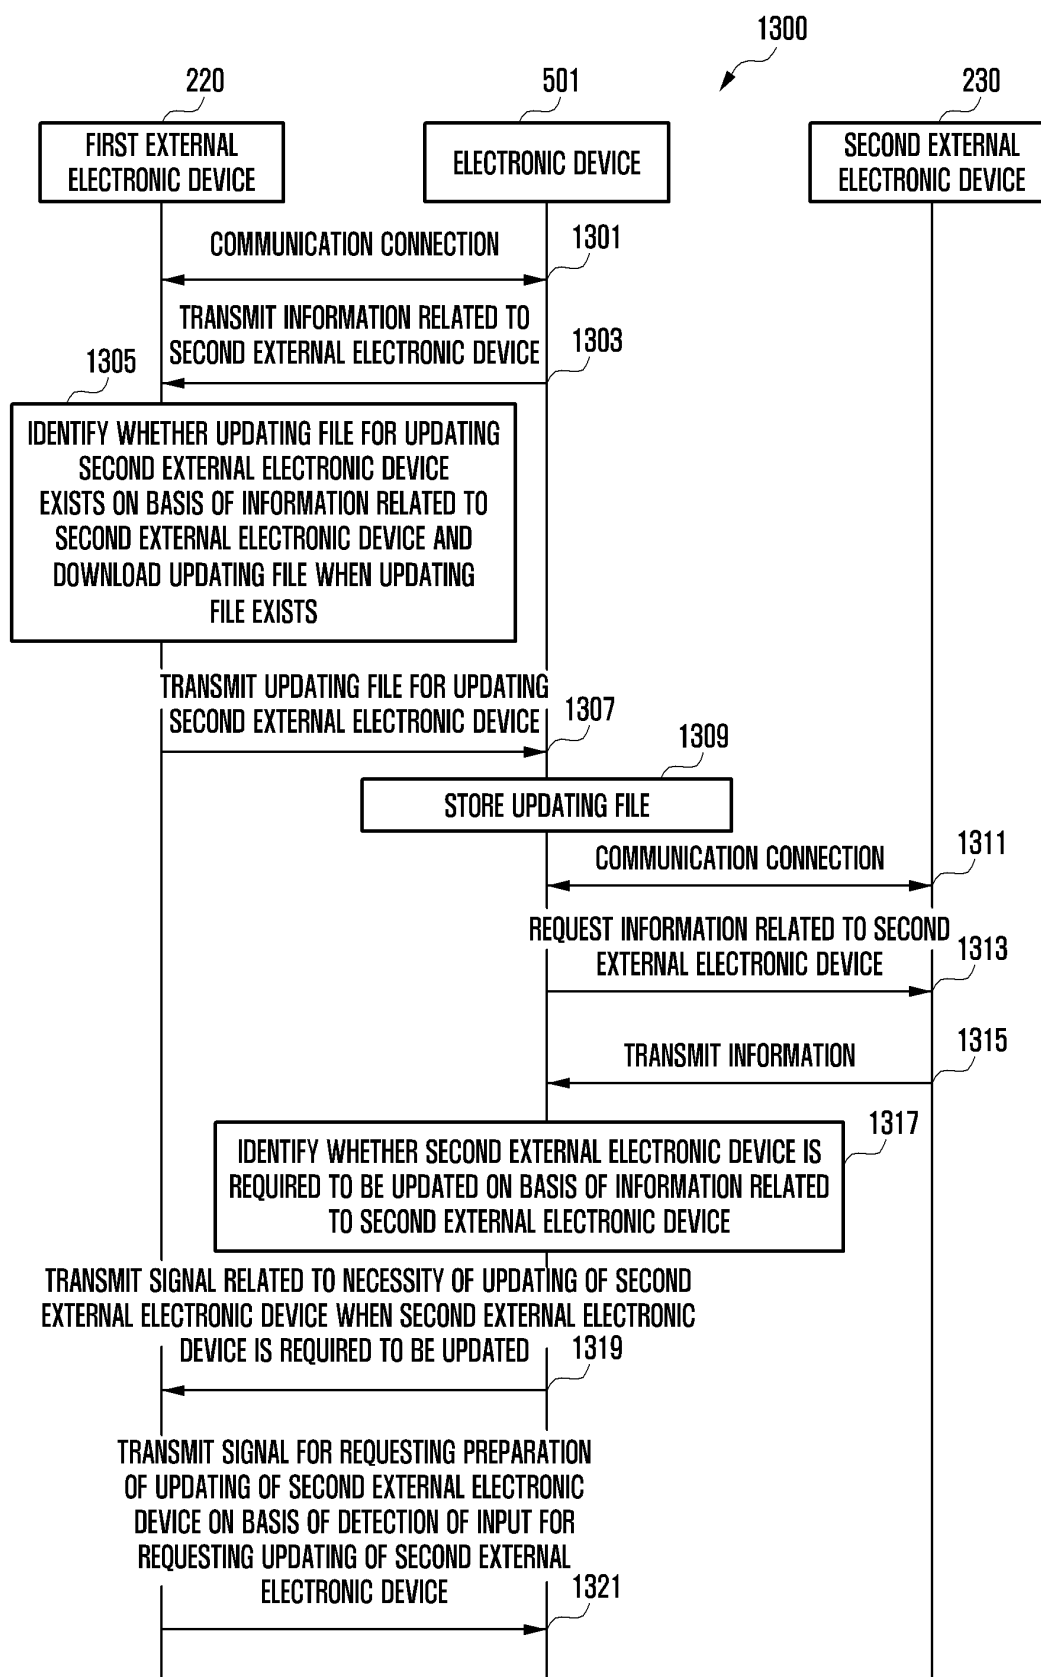 1300
220
501
230
FIRST EXTERNAL
ELECTRONIC DEVICE
ELECTRONIC DEVICE
SECOND EXTERNAL
ELECTRONIC DEVICE
COMMUNICATION CONNECTION
1301
TRANSMIT INFORMATION RELATED TO
SECOND EXTERNAL ELECTRONIC DEVICE
1303
1305
IDENTIFY WHETHER UPDATING FILE FOR UPDATING
SECOND EXTERNAL ELECTRONIC DEVICE
EXISTS ON BASIS OF INFORMATION RELATED TO
SECOND EXTERNAL ELECTRONIC DEVICE AND
DOWNLOAD UPDATING FILE WHEN UPDATING
FILE EXISTS
TRANSMIT UPDATING FILE FOR UPDATING
SECOND EXTERNAL ELECTRONIC DEVICE
1307
1309
STORE UPDATING FILE
COMMUNICATION CONNECTION
1311
REQUEST INFORMATION RELATED TO SECOND
EXTERNAL ELECTRONIC DEVICE
1313
TRANSMIT INFORMATION
1315
1317
IDENTIFY WHETHER SECOND EXTERNAL ELECTRONIC DEVICE IS
REQUIRED TO BE UPDATED ON BASIS OF INFORMATION RELATED
TO SECOND EXTERNAL ELECTRONIC DEVICE
TRANSMIT SIGNAL RELATED TO NECESSITY OF UPDATING OF SECOND
EXTERNAL ELECTRONIC DEVICE WHEN SECOND EXTERNAL ELECTRONIC
DEVICE IS REQUIRED TO BE UPDATED
1319
TRANSMIT SIGNAL FOR REQUESTING PREPARATION
OF UPDATING OF SECOND EXTERNAL ELECTRONIC
DEVICE ON BASIS OF DETECTION OF INPUT FOR
REQUESTING UPDATING OF SECOND EXTERNAL
ELECTRONIC DEVICE
1321